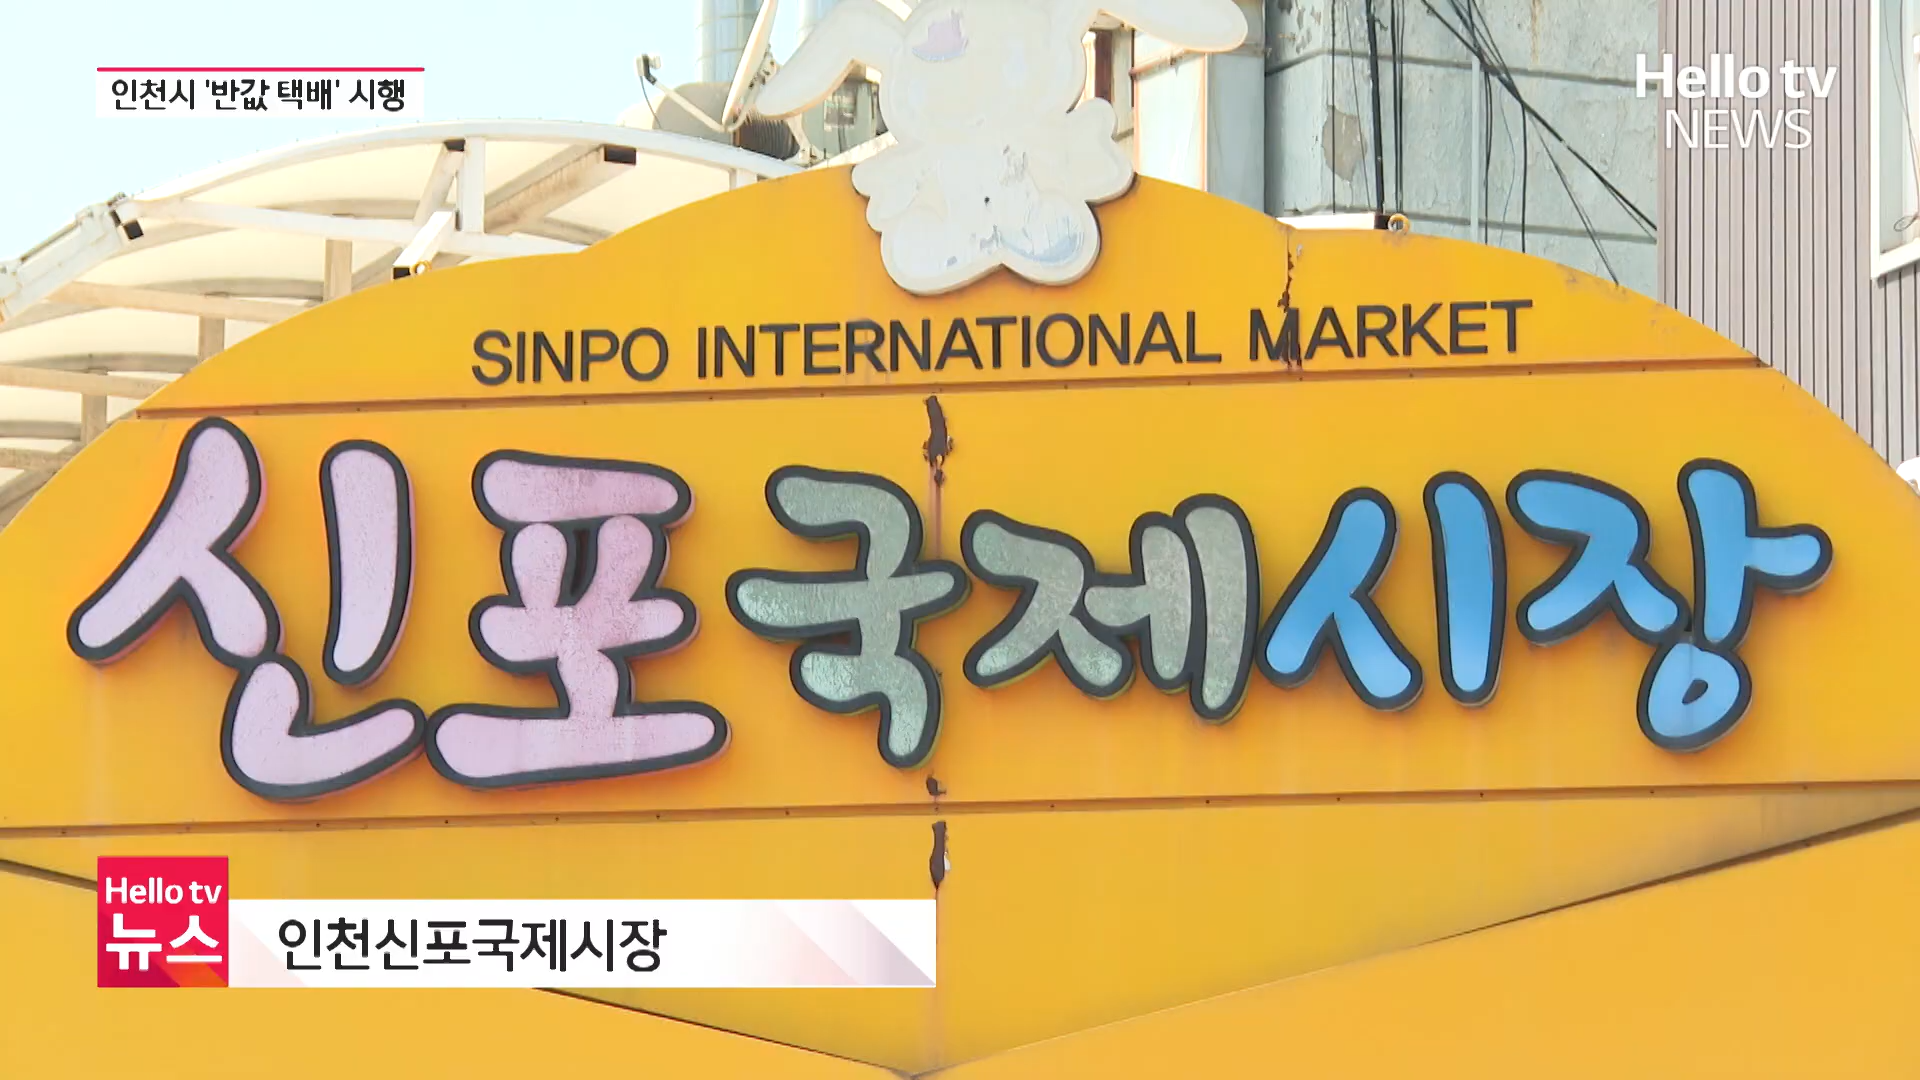 인천시 '반값 택배' 시행
Hello tv
NEWS
SINPO INTERNATIONAL MARKET
신포국제시장
Hello tv
뉴스
인천신포국제시장